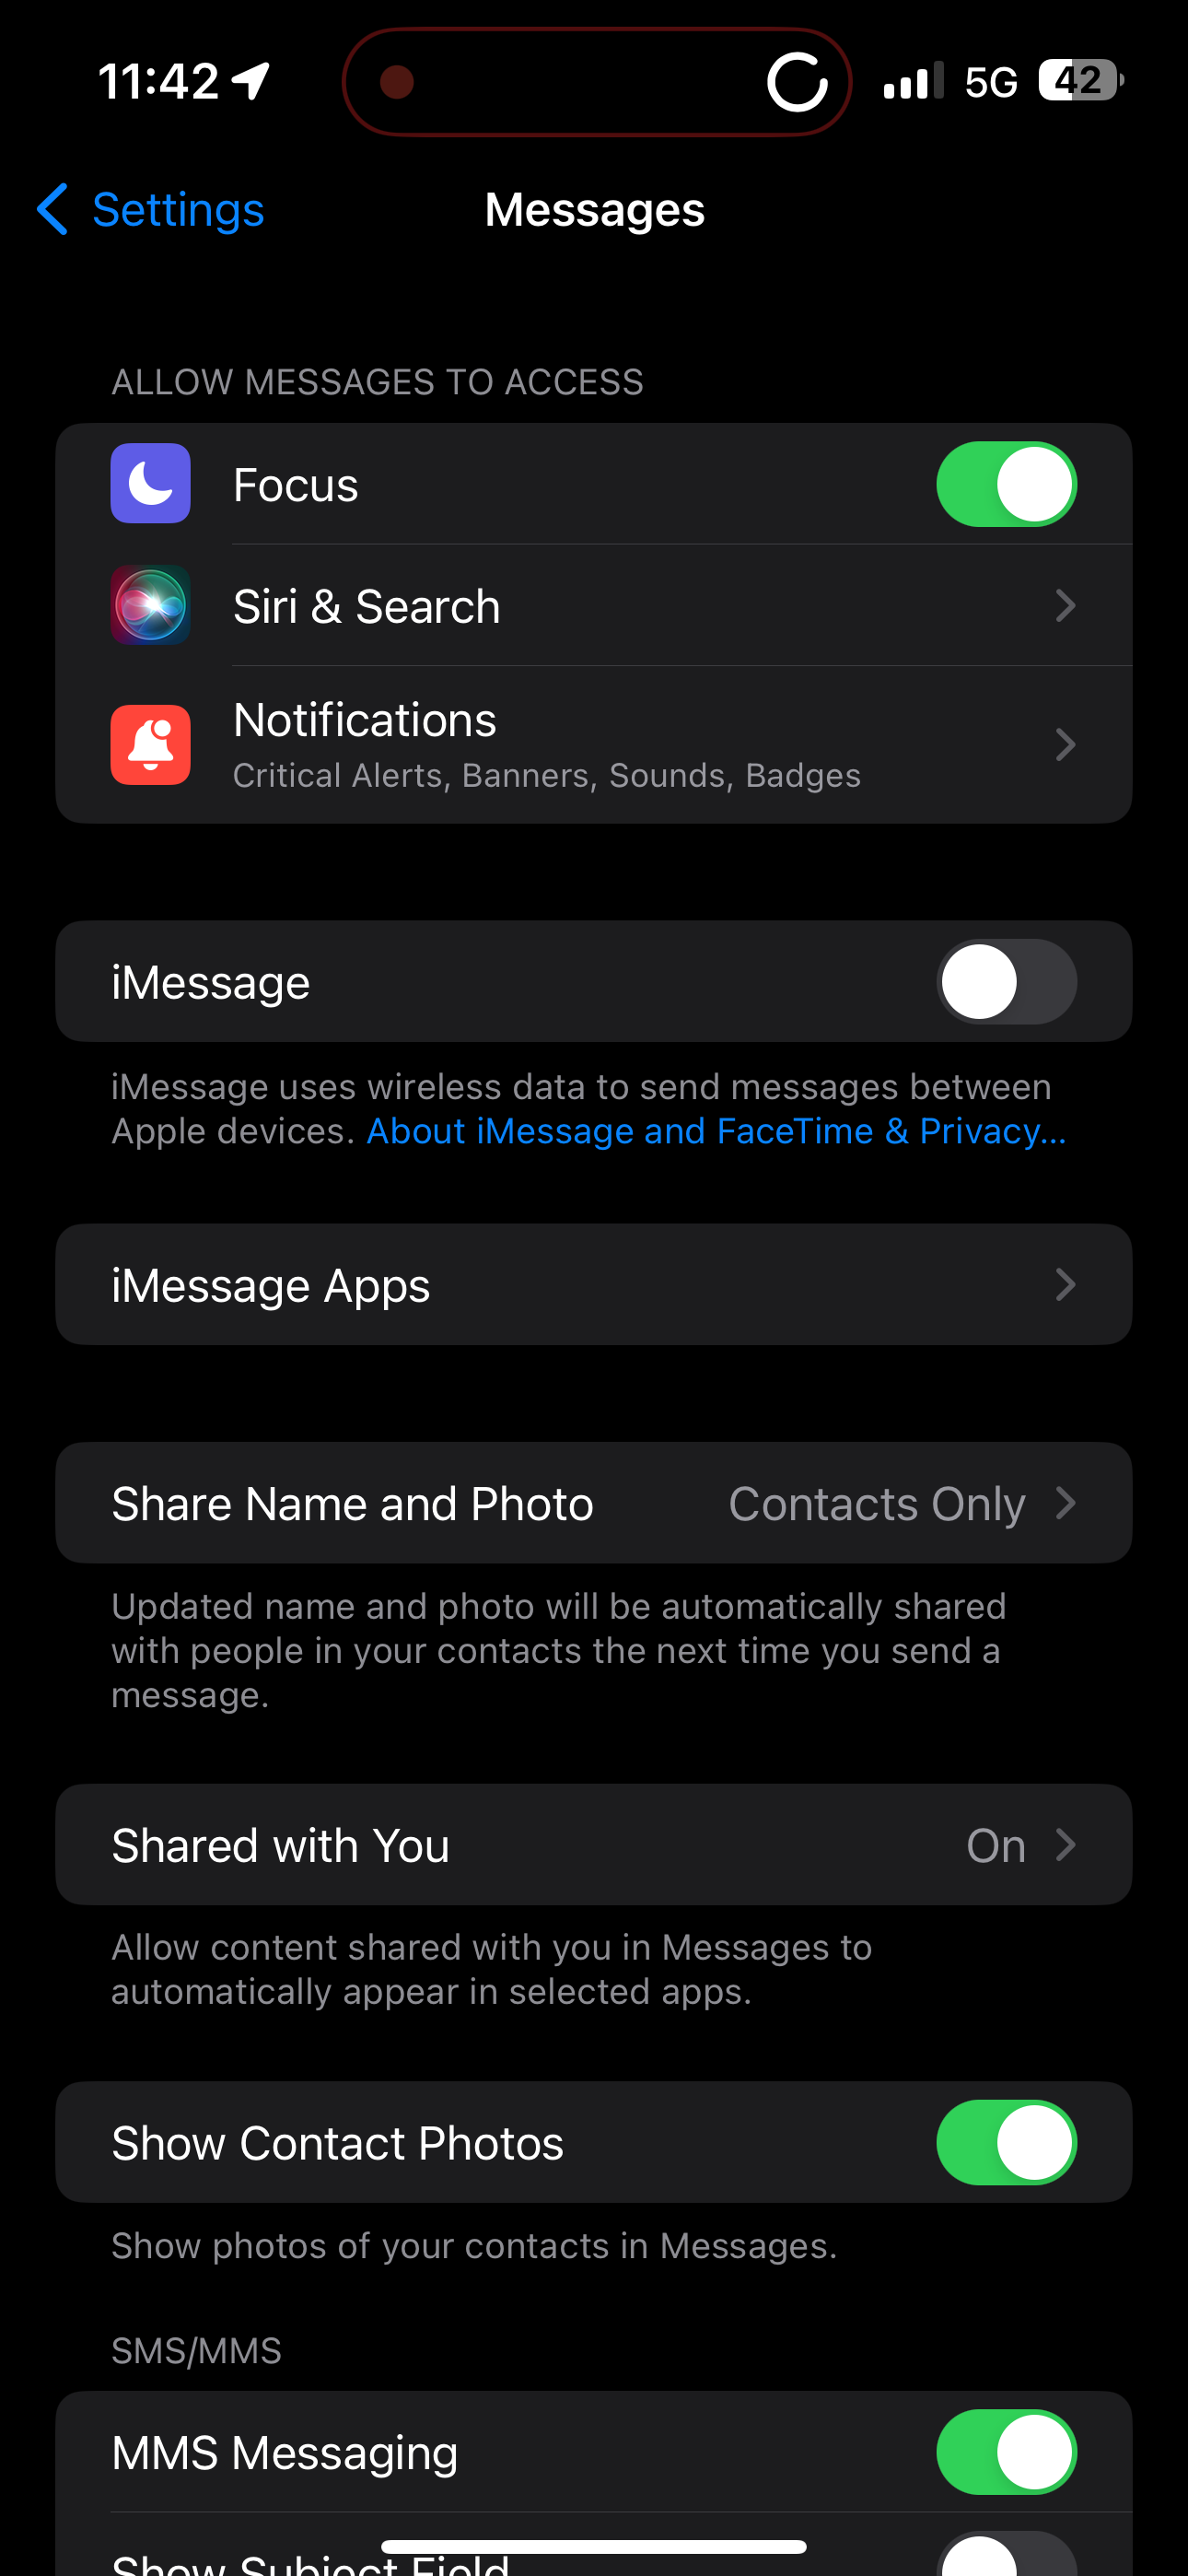 11:42 5G 42
Settings Messages
ALLOW MESSAGES TO ACCESS
Focus
Siri & Search
Notifications
Critical Alerts, Banners, Sounds, Badges
iMessage
iMessage uses wireless data to send messages between
Apple devices. About iMessage and FaceTime & Privacy...
iMessage Apps
Share Name and Photo Contacts Only
Updated name and photo will be automatically shared
with people in your contacts the next time you send a
message.
Shared with You On
Allow content shared with you in Messages to
automatically appear in selected apps.
Show Contact Photos
Show photos of your contacts in Messages.
SMS/MMS
MMS Messaging
Show Subject Field